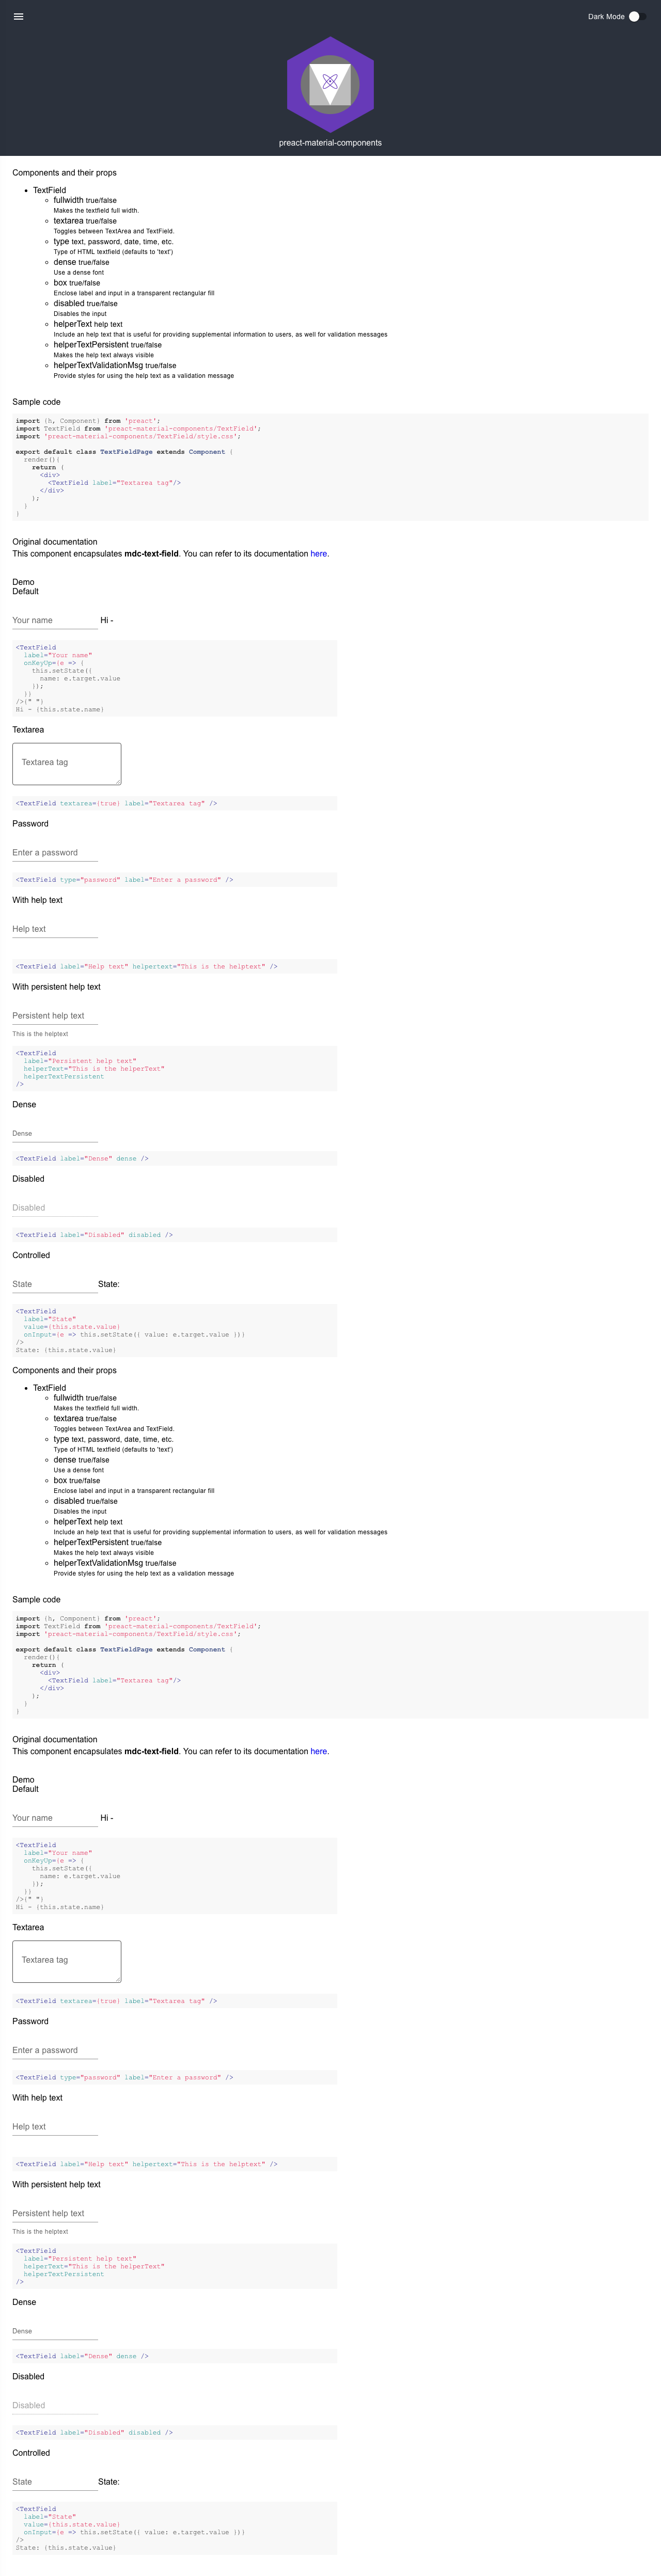 Dark Mode
preact-material-components
Components and their props
TextField
fullwidth true/false
Makes the textfield full width.
textarea true/false
Toggles between TextArea and TextField.
type text, password, date, time, etc.
Type of HTML textfield (defaults to 'text')
dense true/false
Use a dense font
box true/false
Enclose label and input in a transparent rectangular fill
disabled true/false
Disables the input
helperText help text
Include an help text that is useful for providing supplemental information to users, as well for validation messages
helperTextPersistent true/false
Makes the help text always visible
helperTextValidationMsg true/false
Provide styles for using the help text as a validation message
Sample code
import {h, Component} from 'preact';
import TextField from 'preact-material-components/TextField';
import 'preact-material-components/TextField/style.css';
export default class TextFieldPage extends Component {
render(){
return (
<div>
<TextField label="Textarea tag"/>
</div>
);
}
}
Original documentation
This component encapsulates mdc-text-field. You can refer to its documentation here.
Demo
Default
Your name Hi -
<TextField
label="Your name"
onKeyUp={e => {
this.setState({
name: e.target.value
});
}}
/>{" "}
Hi - {this.state.name}
Textarea
Textarea tag
<TextField textarea={true} label="Textarea tag" />
Password
Enter a password
<TextField type="password" label="Enter a password" />
With help text
Help text
<TextField label="Help text" helpertext="This is the helptext" />
With persistent help text
Persistent help text
This is the helptext
<TextField
label="Persistent help text"
helperText="This is the helperText"
helperTextPersistent
/>
Dense
Dense
<TextField label="Dense" dense />
Disabled
Disabled
<TextField label="Disabled" disabled />
Controlled
State State:
<TextField
label="State"
value={this.state.value}
onInput={e => this.setState({ value: e.target.value })}
/>
State: {this.state.value}
Components and their props
TextField
fullwidth true/false
Makes the textfield full width.
textarea true/false
Toggles between TextArea and TextField.
type text, password, date, time, etc.
Type of HTML textfield (defaults to 'text')
dense true/false
Use a dense font
box true/false
Enclose label and input in a transparent rectangular fill
disabled true/false
Disables the input
helperText help text
Include an help text that is useful for providing supplemental information to users, as well for validation messages
helperTextPersistent true/false
Makes the help text always visible
helperTextValidationMsg true/false
Provide styles for using the help text as a validation message
Sample code
import {h, Component} from 'preact';
import TextField from 'preact-material-components/TextField';
import 'preact-material-components/TextField/style.css';
export default class TextFieldPage extends Component {
render(){
return (
<div>
<TextField label="Textarea tag"/>
</div>
);
}
}
Original documentation
This component encapsulates mdc-text-field. You can refer to its documentation here.
Demo
Default
Your name Hi -
<TextField
label="Your name"
onKeyUp={e => {
this.setState({
name: e.target.value
});
}}
/>{" "}
Hi - {this.state.name}
Textarea
Textarea tag
<TextField textarea={true} label="Textarea tag" />
Password
Enter a password
<TextField type="password" label="Enter a password" />
With help text
Help text
<TextField label="Help text" helpertext="This is the helptext" />
With persistent help text
Persistent help text
This is the helptext
<TextField
label="Persistent help text"
helperText="This is the helperText"
helperTextPersistent
/>
Dense
Dense
<TextField label="Dense" dense />
Disabled
Disabled
<TextField label="Disabled" disabled />
Controlled
State State:
<TextField
label="State"
value={this.state.value}
onInput={e => this.setState({ value: e.target.value })}
/>
State: {this.state.value}